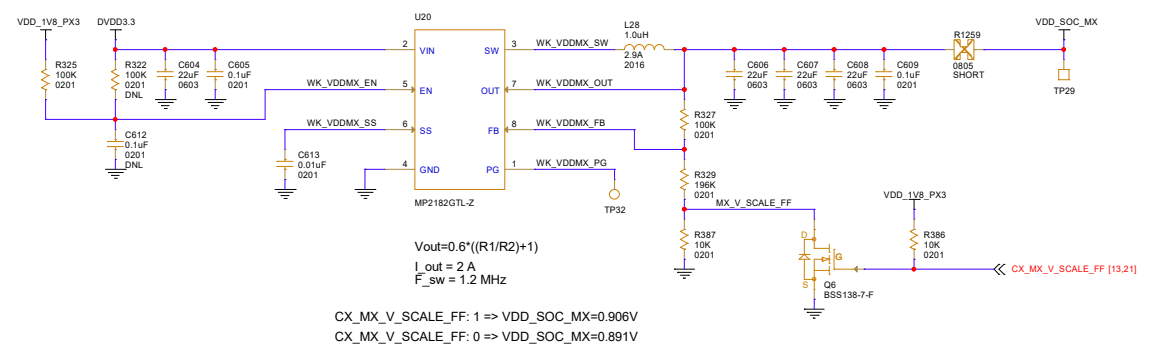 VDD_1V8_PX3
DVDD3.3
U20
L28
1.0uH
2.9A
2016
R1259
0805
SHORT
VDD_SOC_MX
TP29
R325
100K
0201
R322
100K
0201
DNL
C604
22uF
0603
C605
0.1uF
0201
2
VIN
SW
3
WK_VDDMX_SW
WK_VDDMX_EN
5
EN
OUT
7
WK_VDDMX_OUT
WK_VDDMX_SS
6
SS
FB
8
WK_VDDMX_FB
4
GND
PG
1
WK_VDDMX_PG
MP2182GTL-Z
C606
22uF
0603
C607
22uF
0603
C608
22uF
0603
C609
0.1uF
0201
C612
0.1uF
0201
DNL
C613
0.01uF
0201
R327
100K
0201
R329
196K
0201
TP32
MX_V_SCALE_FF
VDD_1V8_PX3
R387
10K
0201
R386
10K
0201
D
G
S
Q6
BSS138-7-F
CX_MX_V_SCALE_FF [13,21]
Vout=0.6*((R1/R2)+1)
I_out = 2 A
F_sw = 1.2 MHz
CX_MX_V_SCALE_FF: 1 => VDD_SOC_MX=0.906V
CX_MX_V_SCALE_FF: 0 => VDD_SOC_MX=0.891V